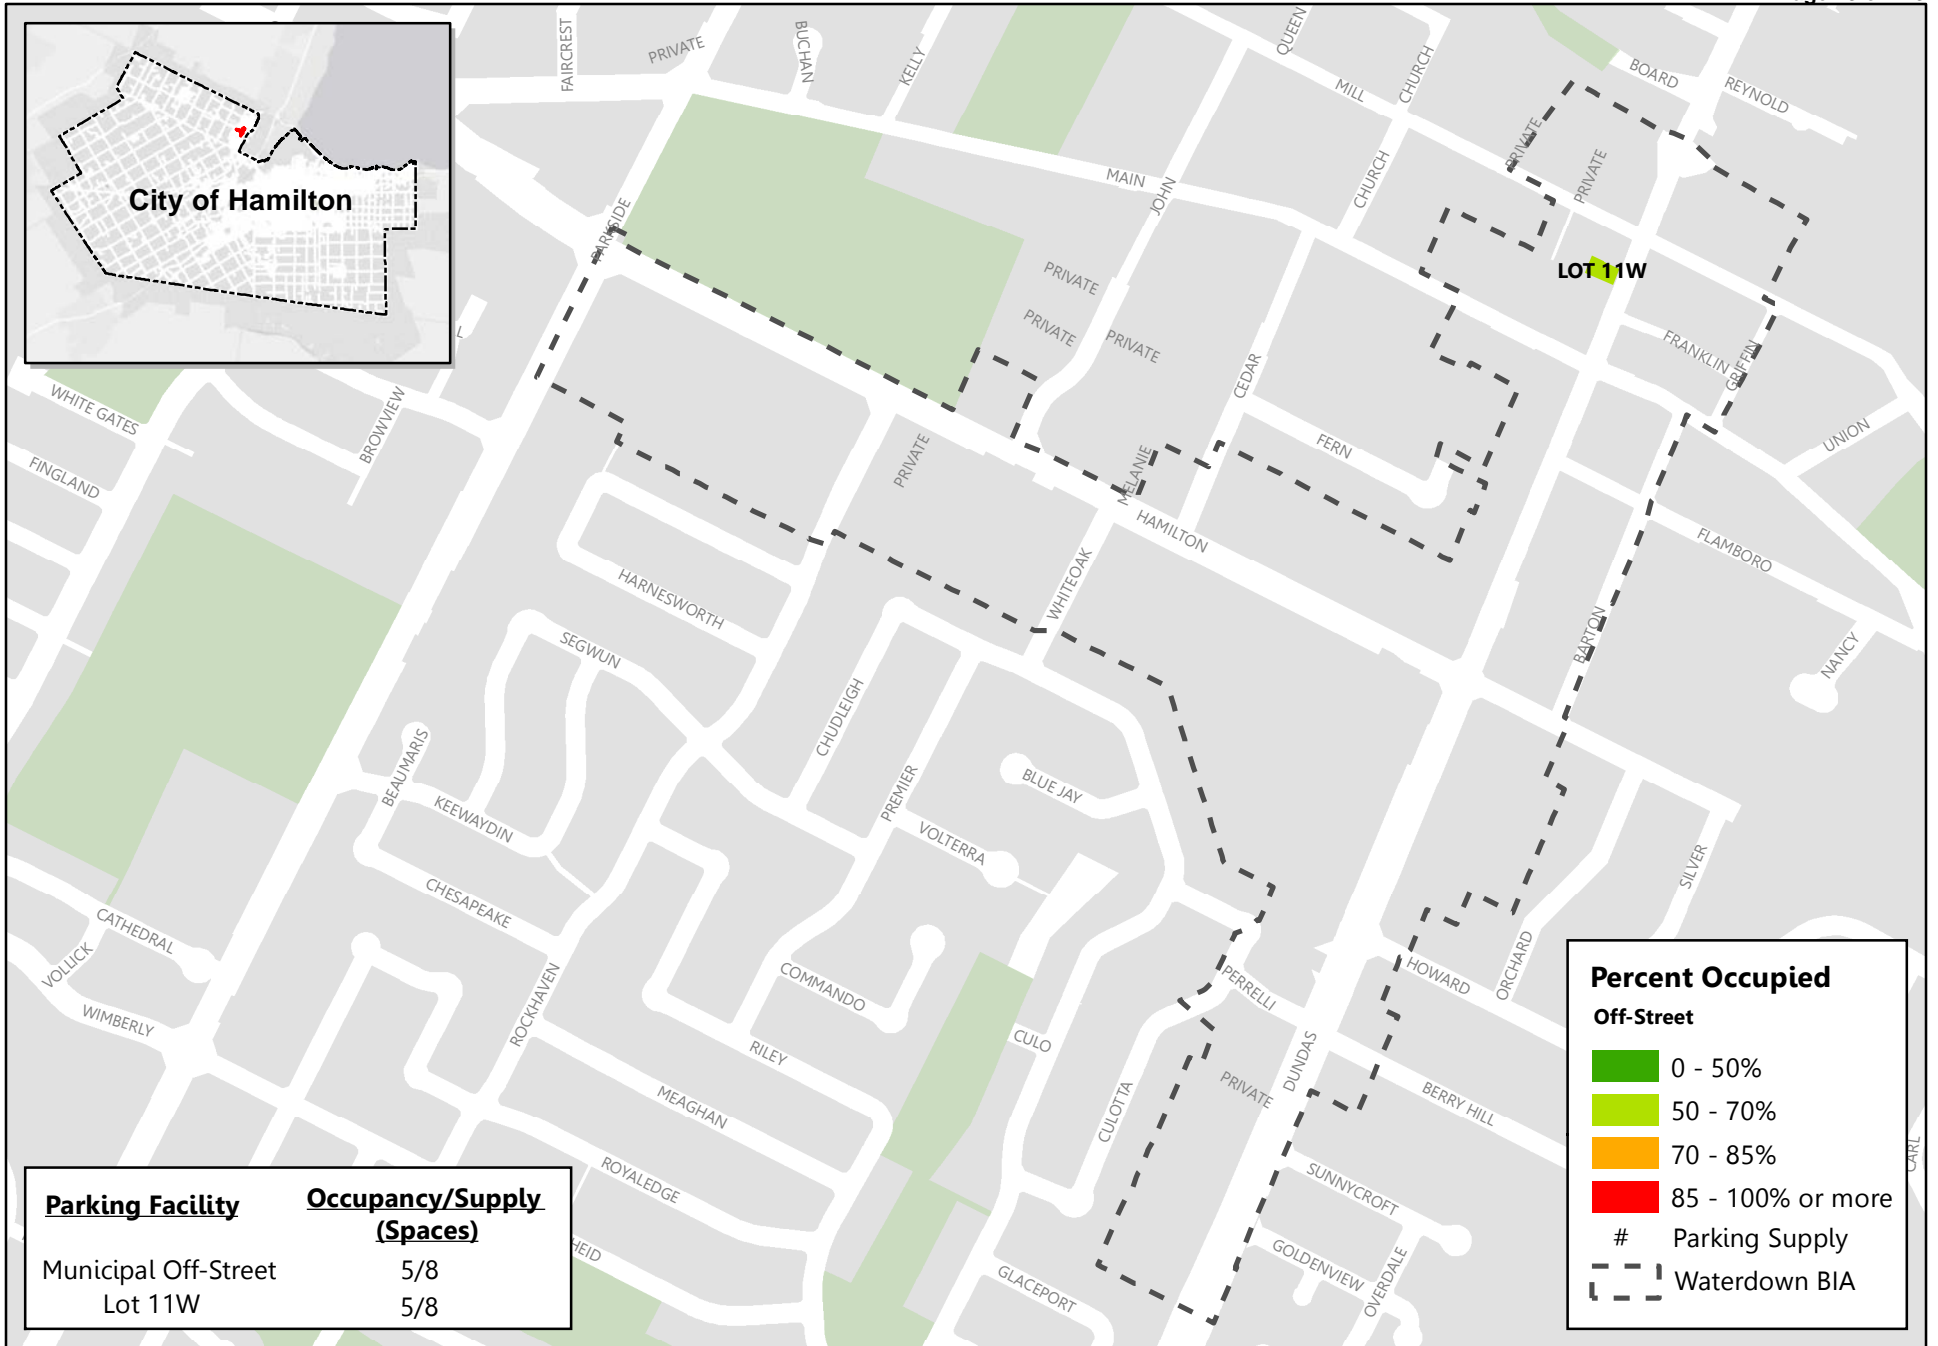 City of Hamilton
FAIRCREST
PRIVATE
BUCHAN
KELLY
QUEEN
MILL
CHURCH
BOARD
REYNOLD
PRIVATE
PRIVATE
CHURCH
MAIN
JOHN
PARKSIDE
LOT 11W
PRIVATE
PRIVATE
PRIVATE
CEDAR
FRANKLIN
GRIFFIN
WHITE GATES
BROWVIEW
L
FINGLAND
PRIVATE
MELANIE
FERN
UNION
HAMILTON
FLAMBORO
HARNESWORTH
WHITEOAK
SEGWUN
BARTON
NANCY
CHUDLEIGH
BEAUMARIS
KEEWAYDIN
PREMIER
BLUE JAY
VOLTERRA
SILVER
CHESAPEAKE
CATHEDRAL
VOLLICK
WIMBERLY
ROCKHAVEN
COMMANDO
PERRELLI
HOWARD
ORCHARD
RILEY
CULO
DUNDAS
PRIVATE
MEAGHAN
CULOTTA
BERRY HILL
CARL
ROYALEDGE
SUNNYCROFT
HEID
GLACEPORT
GOLDENVIEW
OVERDALE
Percent Occupied
Off-Street
0 - 50%
50 - 70%
70 - 85%
85 - 100% or more
# Parking Supply
Waterdown BIA
Parking Facility Occupancy/Supply
(Spaces)
Municipal Off-Street 5/8
Lot 11W 5/8